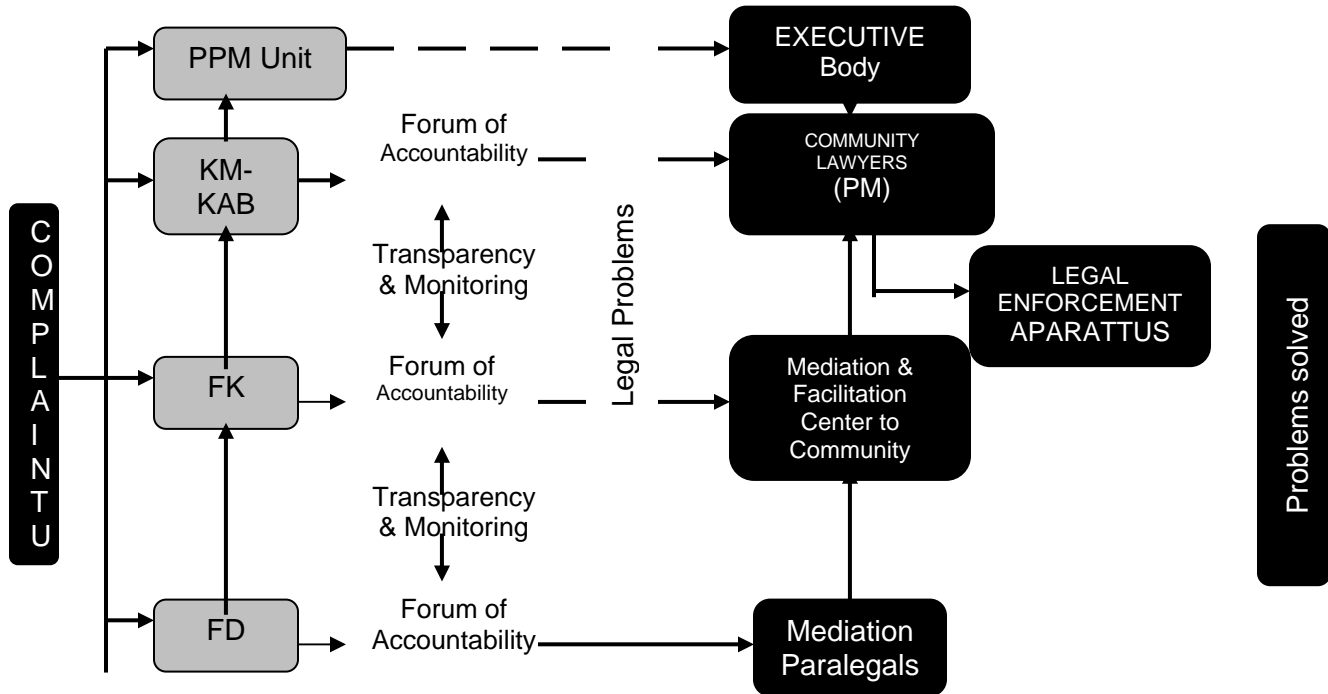 COMPLAINTU
PPM Unit
KM-
KAB
FK
FD
Forum of
Accountability
Transparency
& Monitoring
Forum of
Accountability
Transparency
& Monitoring
Forum of
Accountability
Legal Problems
EXECUTIVE
Body
COMMUNITY
LAWYERS
(PM)
LEGAL
ENFORCEMENT
APARATTUS
Mediation &
Facilitation
Center to
Community
Mediation
Paralegals
Problems solved